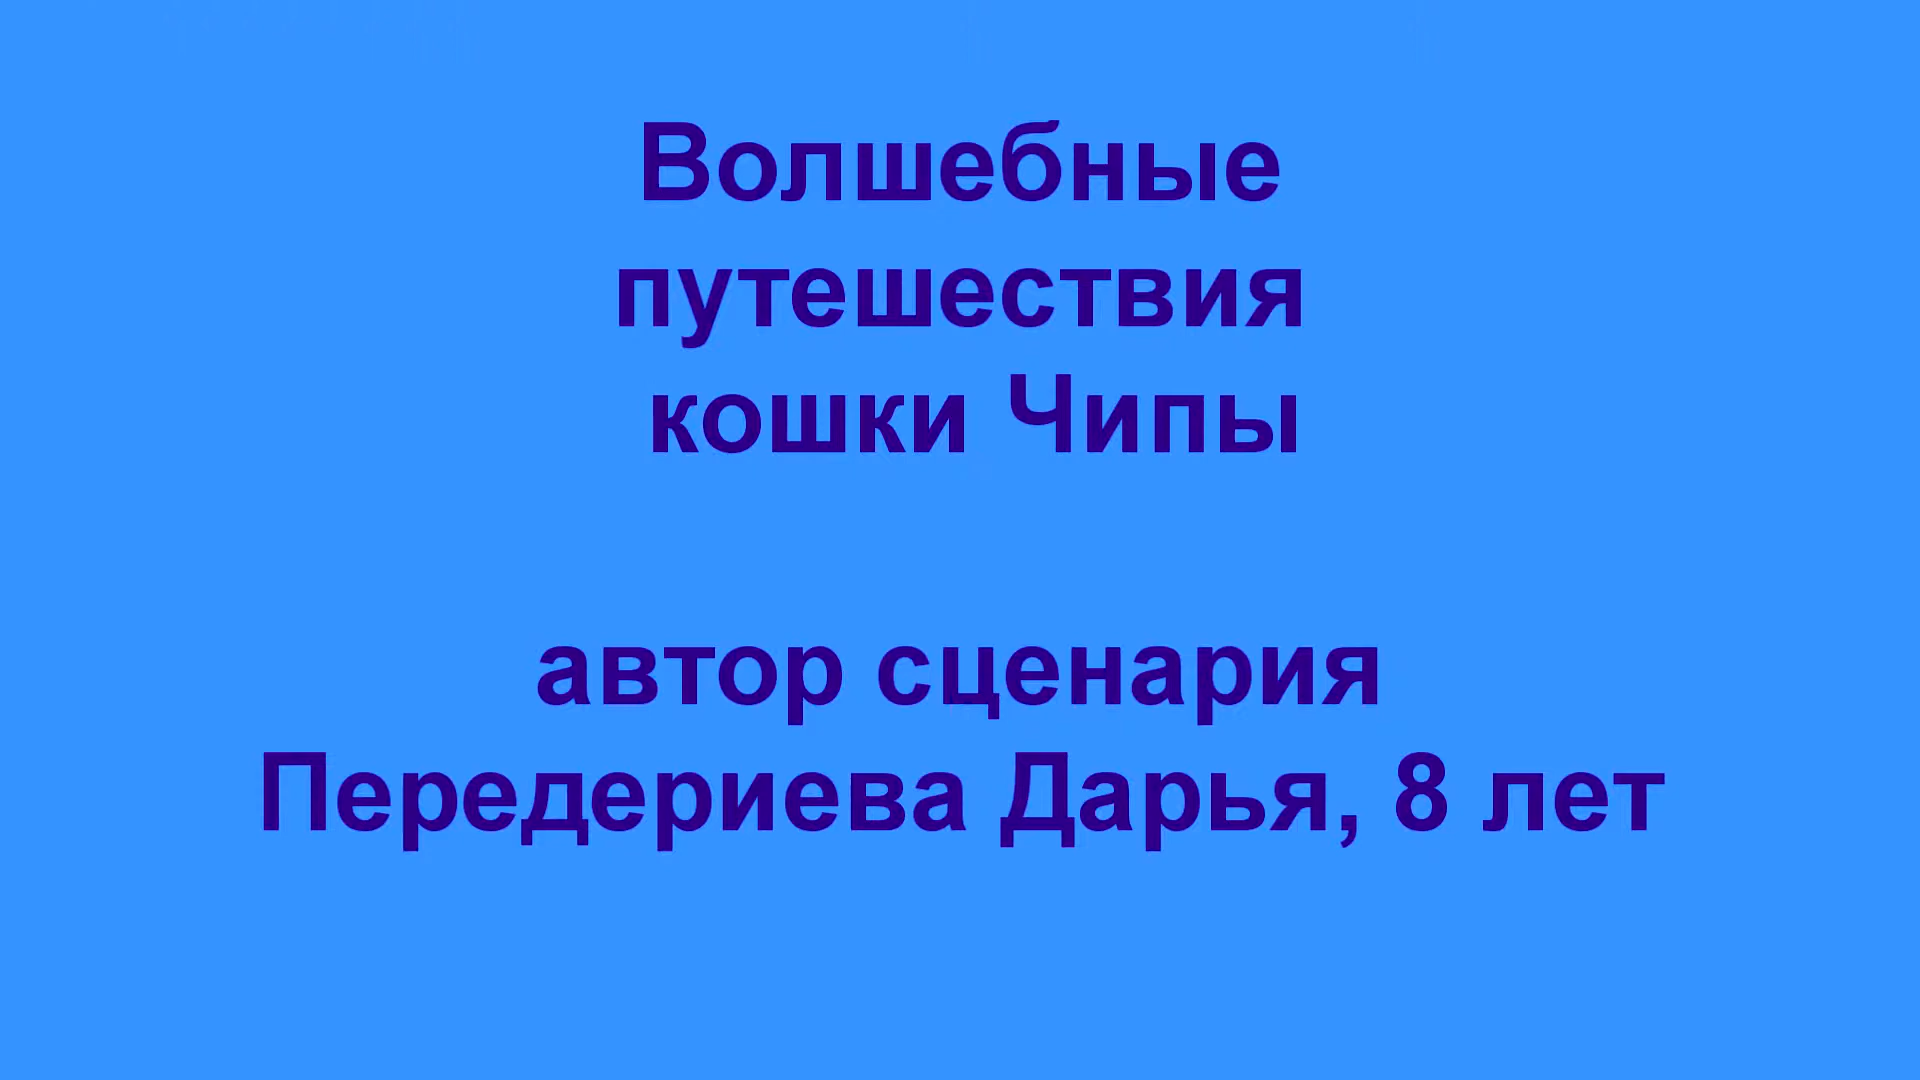 Волшебные
путешествия
кошки Чипы
автор сценария
Передериева Дарья, 8 лет